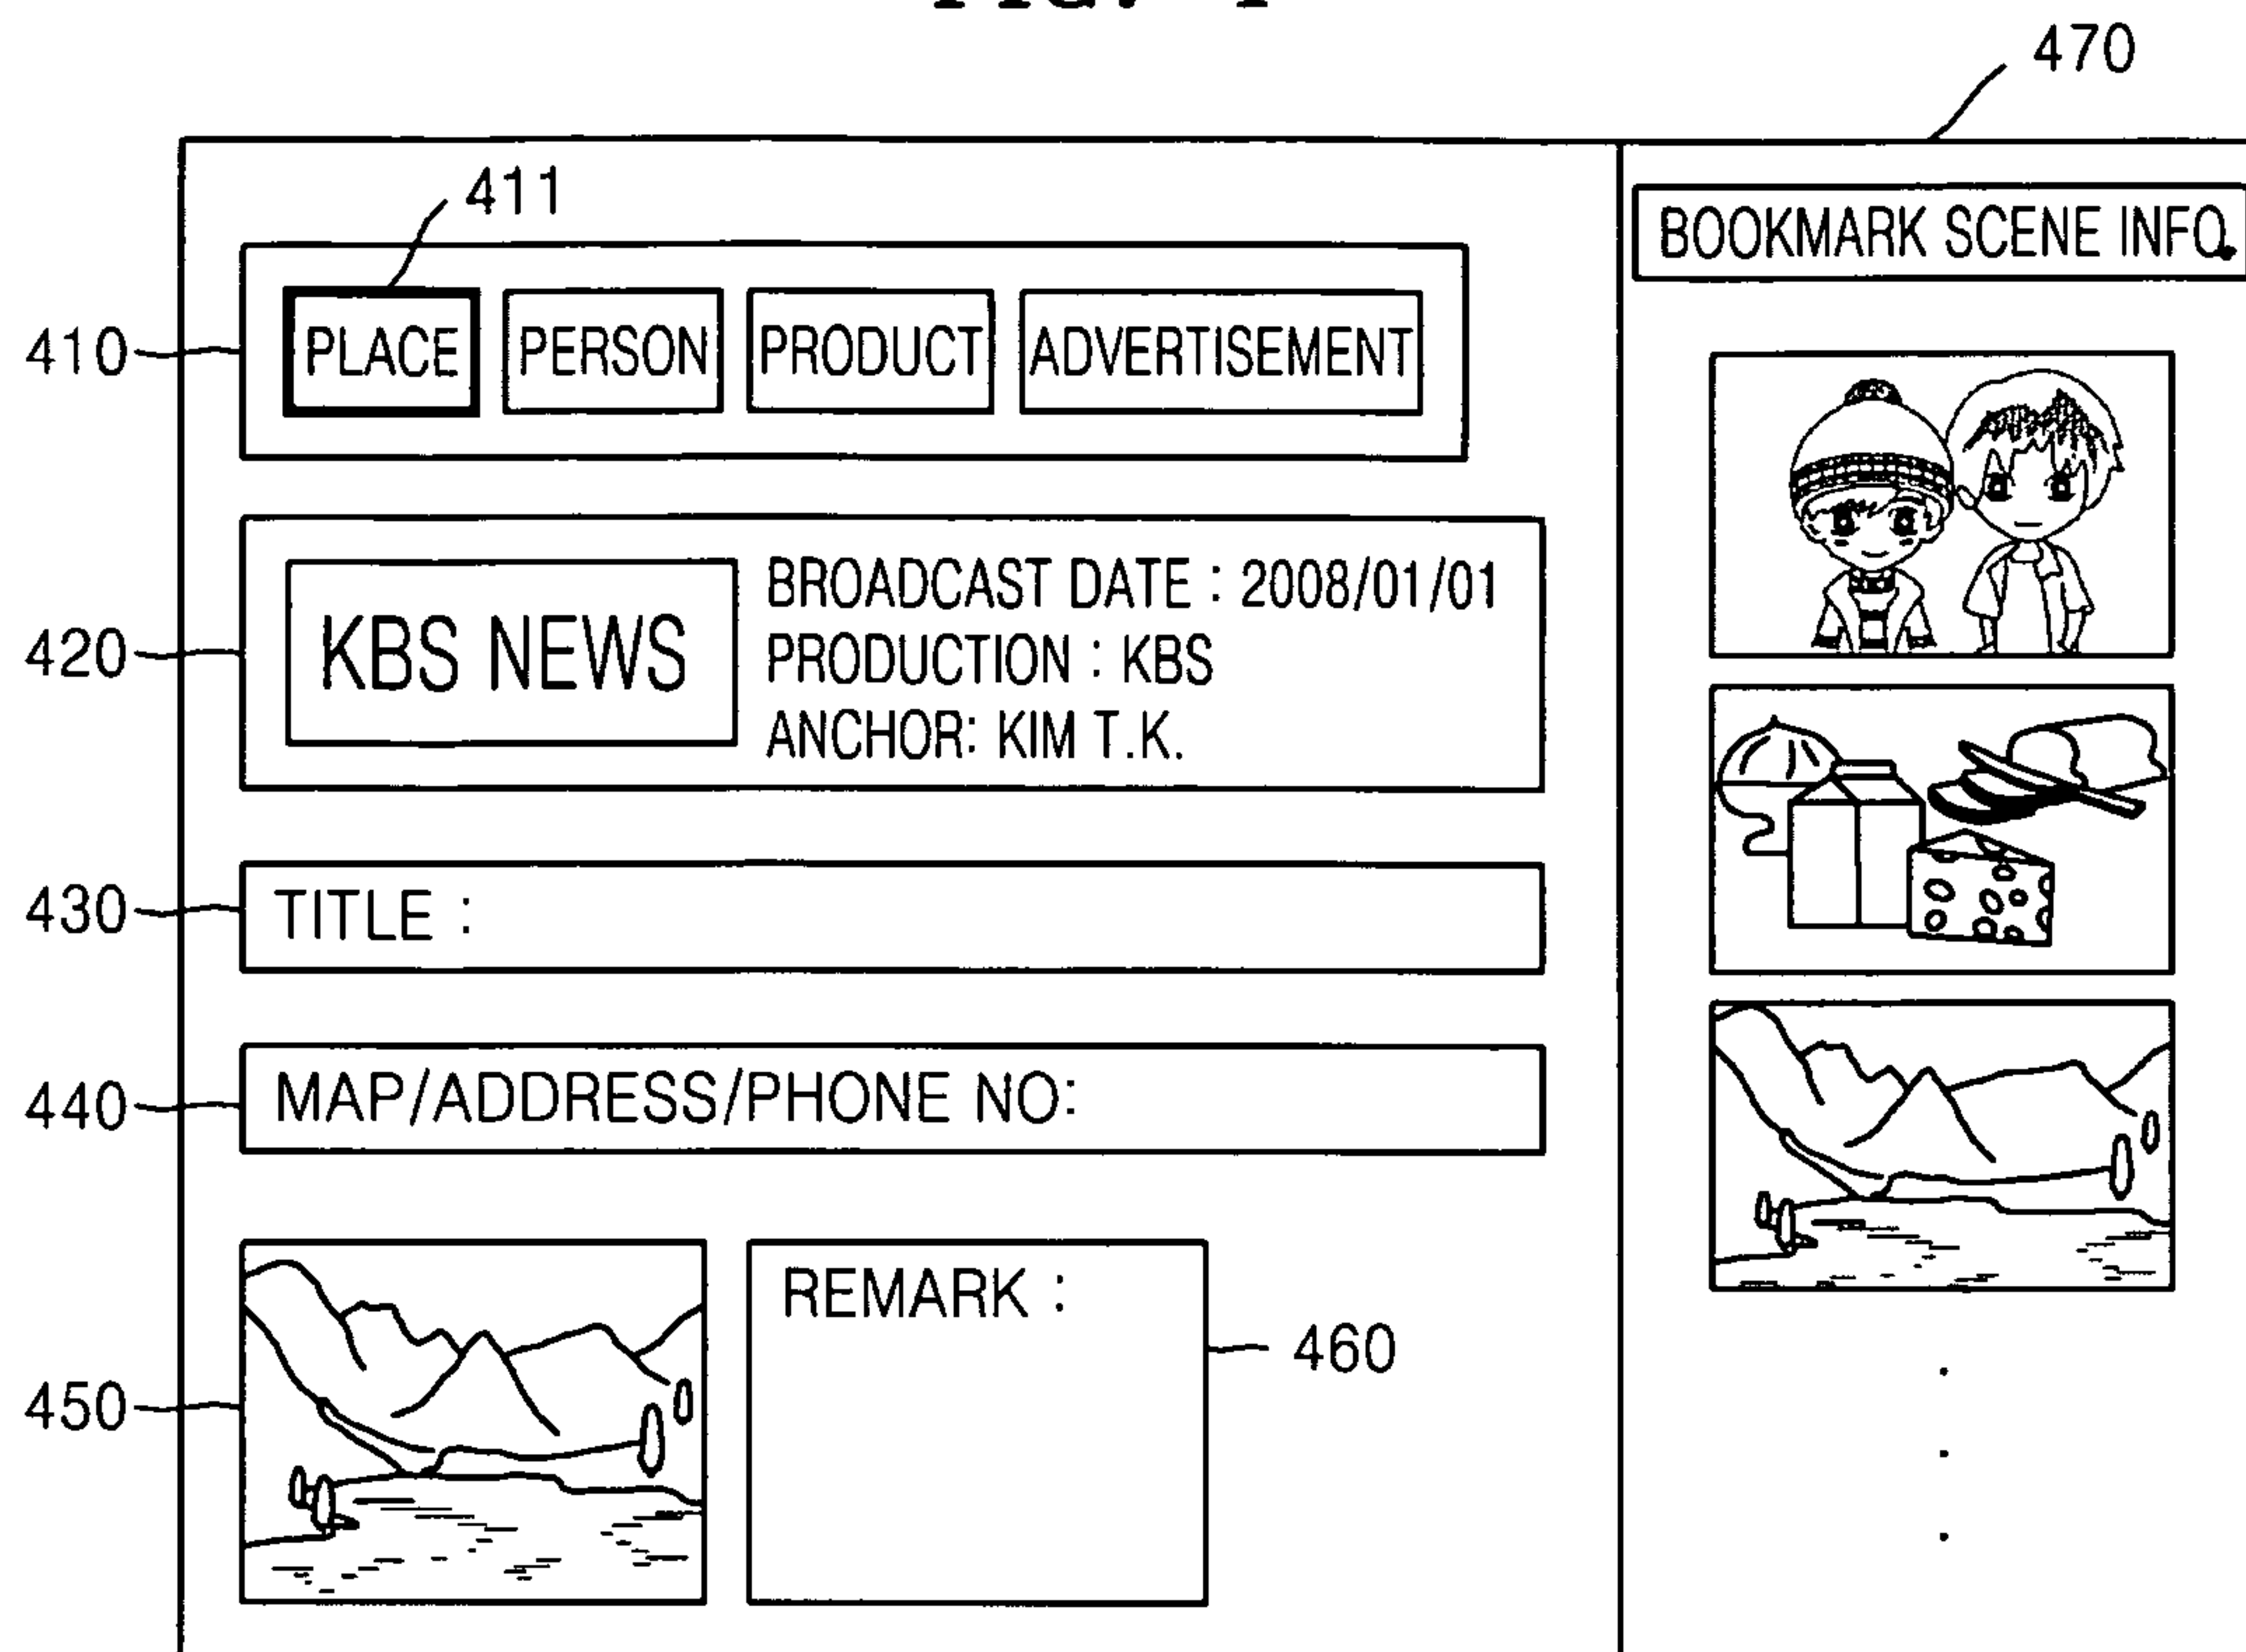 470
411
BOOKMARK SCENE INFO.
410
PLACE PERSON PRODUCT ADVERTISEMENT
420
KBS NEWS
BROADCAST DATE : 2008/01/01
PRODUCTION : KBS
ANCHOR: KIM T.K.
430
TITLE :
440
MAP/ADDRESS/PHONE NO:
450
REMARK :
460